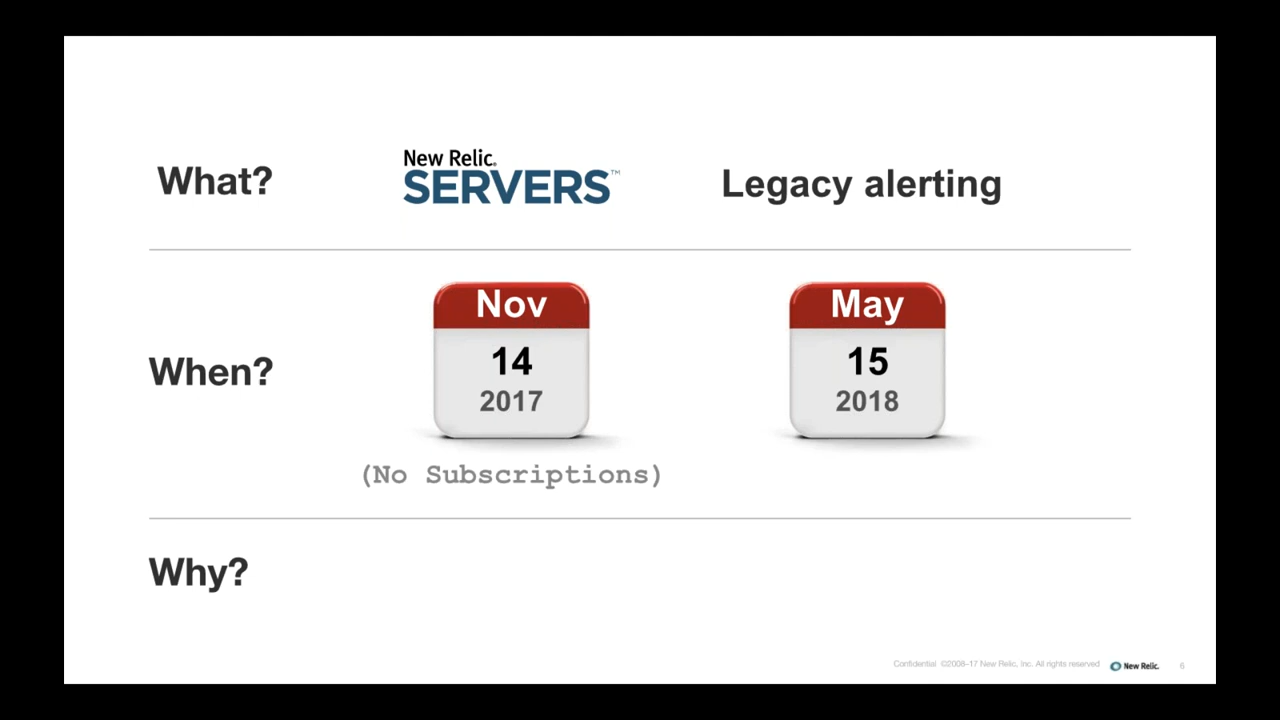 What?
New Relic.
SERVERS™
Legacy alerting
When?
Nov
14
2017
(No Subscriptions)
May
15
2018
Why?
Confidential ©2008-17 New Relic, Inc. All rights reserved
New Relic.
6